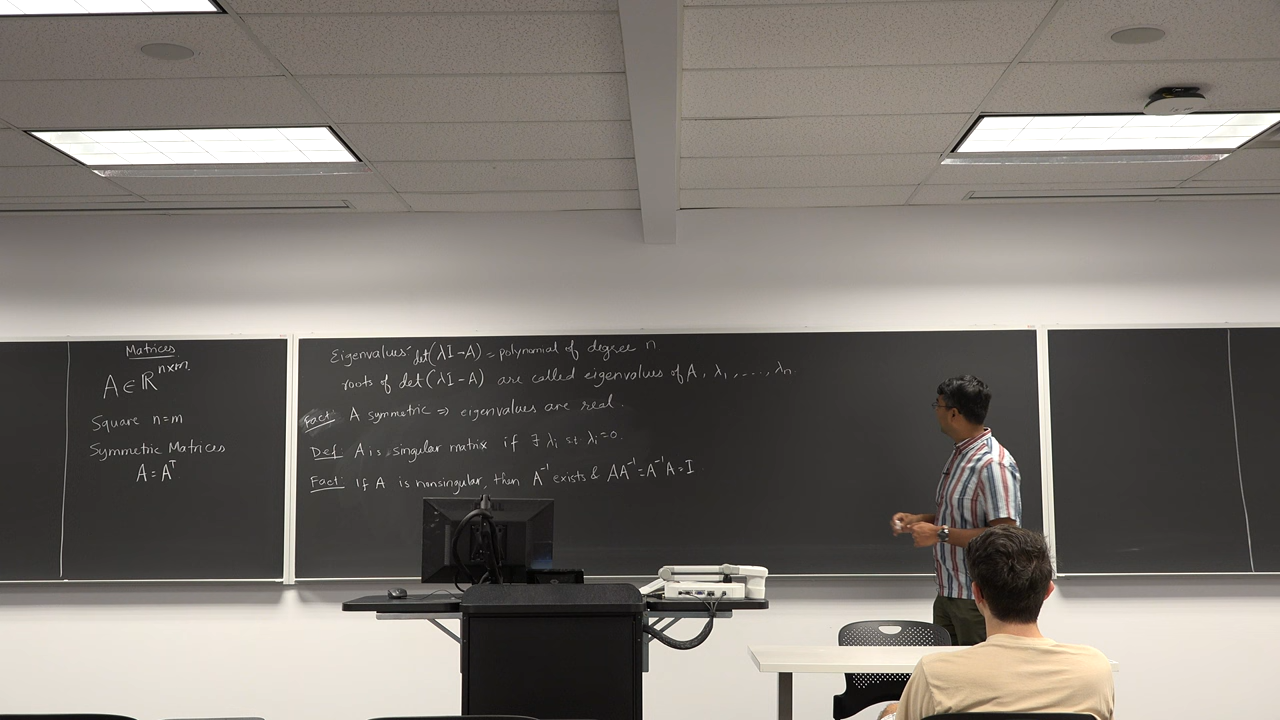 Matrices
A ∈ ℝ^{n×m}
Square n=m
Symmetric Matrices
A = Aᵀ
Eigenvalues: det(λI-A) = polynomial of degree n
roots of det(λI-A) are called eigenvalues of A, λ₁, ...., λₙ.
Fact: A symmetric ⇒ eigenvalues are real.
Def: A is singular matrix if ∃ λᵢ st λᵢ=0.
Fact: If A is nonsingular, then A⁻¹ exists & AA⁻¹=A⁻¹A=I